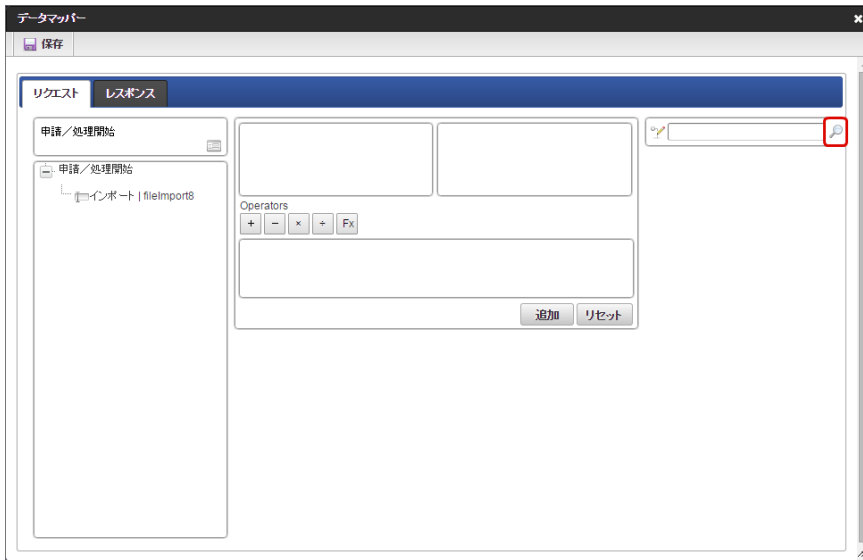 データマッパー
保存
リクエスト レスポンス
申請／処理開始
申請／処理開始
インポート | fileImport8
Operators
+ − × ÷ Fx
追加 リセット